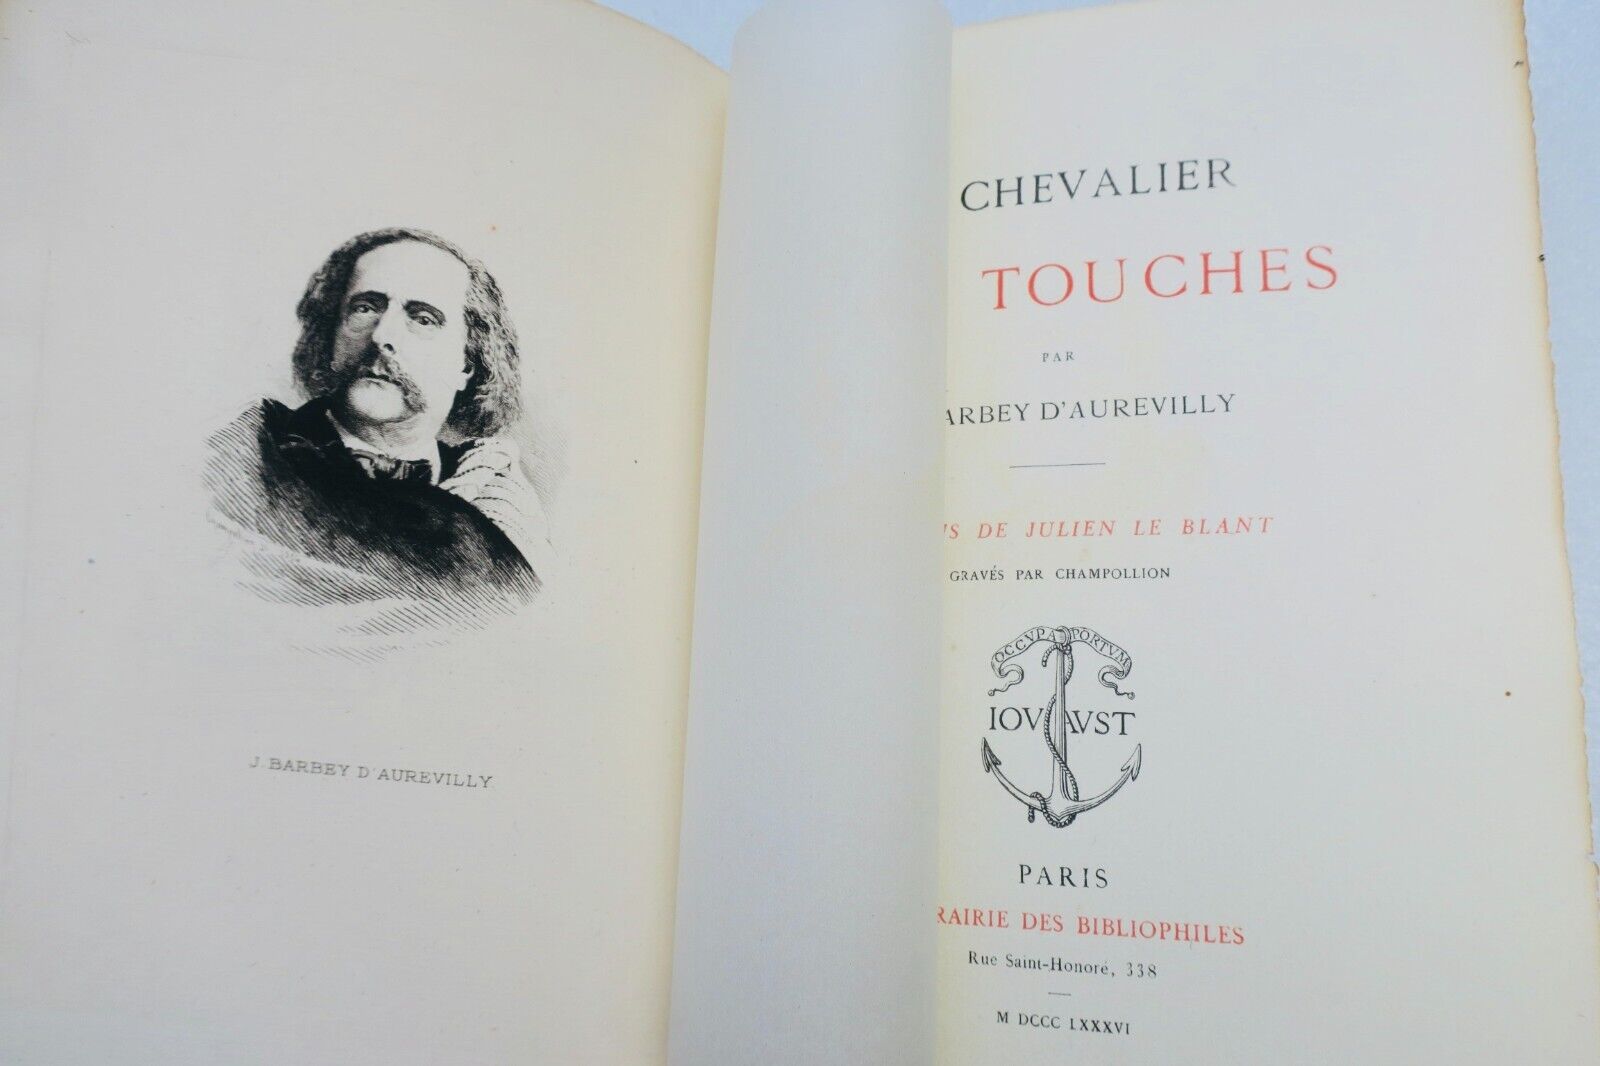 J. BARBEY D'AUREVILLY
CHEVALIER
TOUCHES
PAR
ARBEY D'AUREVILLY
DE JULIEN LE BLANT
GRAVÉS PAR CHAMPOLLION
OCCVPA PORTVM
IOVAVST
PARIS
RAIRIE DES BIBLIOPHILES
Rue Saint-Honoré, 338
M DCCC LXXXVI